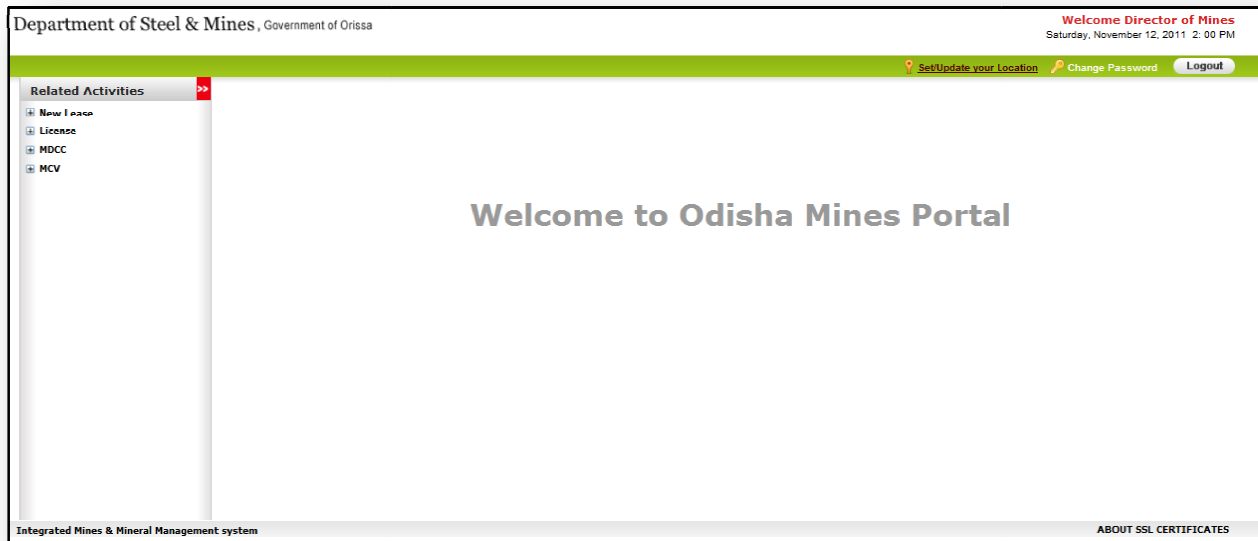 Department of Steel & Mines, Government of Orissa
Welcome Director of Mines
Saturday, November 12, 2011 2: 00 PM
Set/Update your Location Change Password Logout
Related Activities >>
New Lease
License
MDCC
MCV
Welcome to Odisha Mines Portal
Integrated Mines & Mineral Management system ABOUT SSL CERTIFICATES